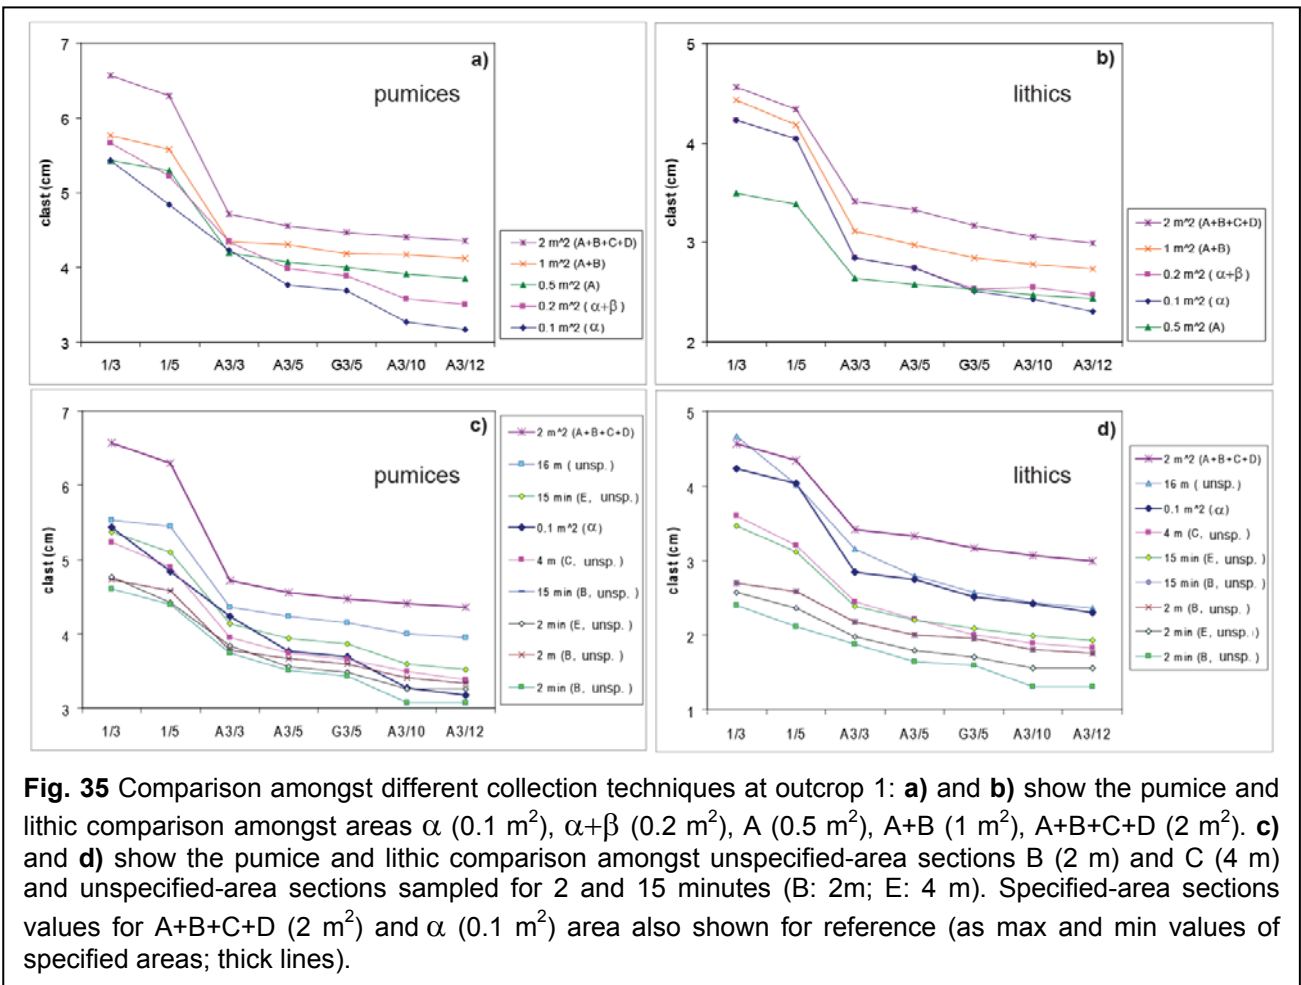 7
6
5
4
3
clast (cm)
a)
pumices
2 m^2 (A+B+C+D)
1 m^2 (A+B)
0.5 m^2 (A)
0.2 m^2 ( α+β)
0.1 m^2 (α)
1/3 1/5 A3/3 A3/5 G3/5 A3/10 A3/12
5
4
3
2
clast (cm)
b)
lithics
2 m^2 (A+B+C+D)
1 m^2 (A+B)
0.2 m^2 ( α+β)
0.1 m^2 (α)
0.5 m^2 (A)
1/3 1/5 A3/3 A3/5 G3/5 A3/10 A3/12
7
6
5
4
3
clast (cm)
c)
pumices
2 m^2 (A+B+C+D)
16 m ( unsp.)
15 min (E, unsp.)
0.1 m^2 (α)
4 m (C, unsp.)
15 min (B, unsp.)
2 min (E, unsp.)
2 m (B, unsp.)
2 min (B, unsp.)
1/3 1/5 A3/3 A3/5 G3/5 A3/10 A3/12
5
4
3
2
1
clast (cm)
d)
lithics
2 m^2 (A+B+C+D)
16 m ( unsp.)
0.1 m^2 (α)
4 m (C, unsp.)
15 min (E, unsp.)
15 min (B, unsp.)
2 m (B, unsp.)
2 min (E, unsp.)
2 min (B, unsp.)
1/3 1/5 A3/3 A3/5 G3/5 A3/10 A3/12
Fig. 35 Comparison amongst different collection techniques at outcrop 1: a) and b) show the pumice and
lithic comparison amongst areas α (0.1 m²), α+β (0.2 m²), A (0.5 m²), A+B (1 m²), A+B+C+D (2 m²). c)
and d) show the pumice and lithic comparison amongst unspecified-area sections B (2 m) and C (4 m)
and unspecified-area sections sampled for 2 and 15 minutes (B: 2m; E: 4 m). Specified-area sections
values for A+B+C+D (2 m²) and α (0.1 m²) area also shown for reference (as max and min values of
specified areas; thick lines).